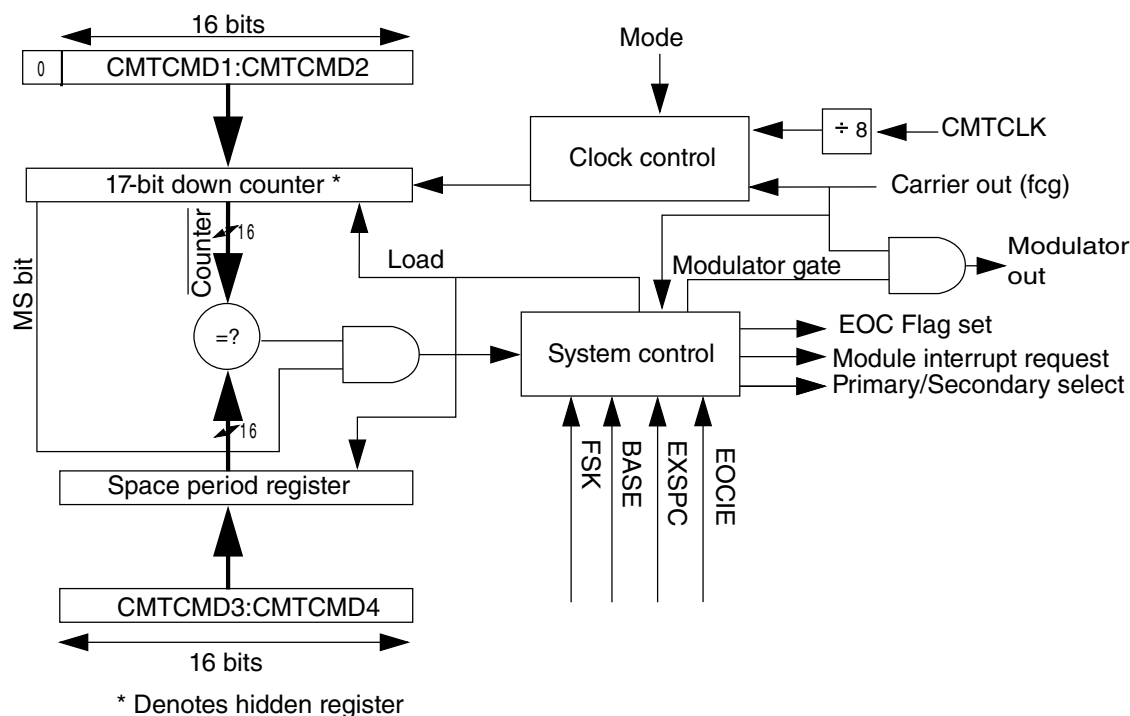 16 bits
0
CMTCMD1:CMTCMD2
Mode
÷ 8
CMTCLK
Clock control
17-bit down counter *
Carrier out (fcg)
MS bit
Counter
16
Load
Modulator gate
Modulator
out
=?
System control
EOC Flag set
Module interrupt request
Primary/Secondary select
16
FSK
BASE
EXSPC
EOCIE
Space period register
CMTCMD3:CMTCMD4
16 bits
* Denotes hidden register